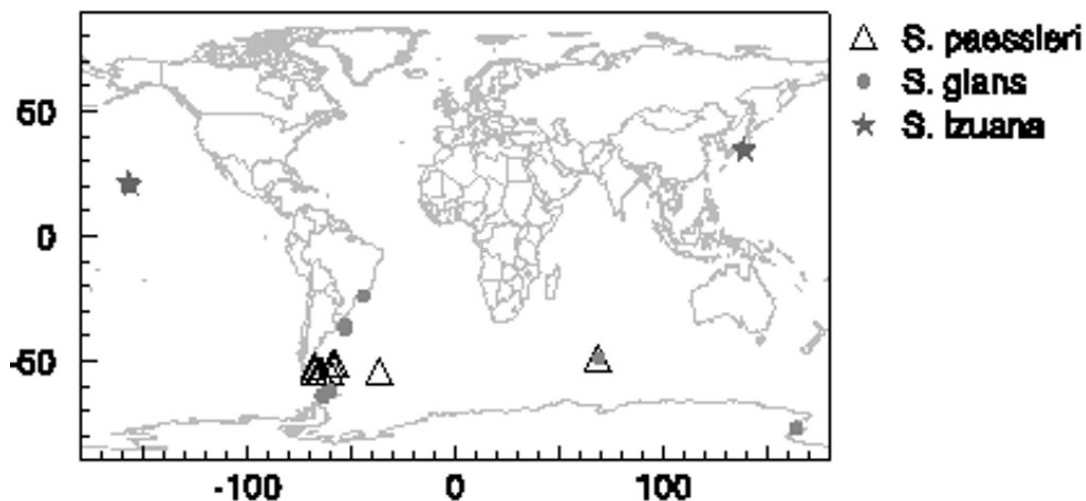 S. paessleri
S. glans
S. izuana
50
0
-50
-100 0 100